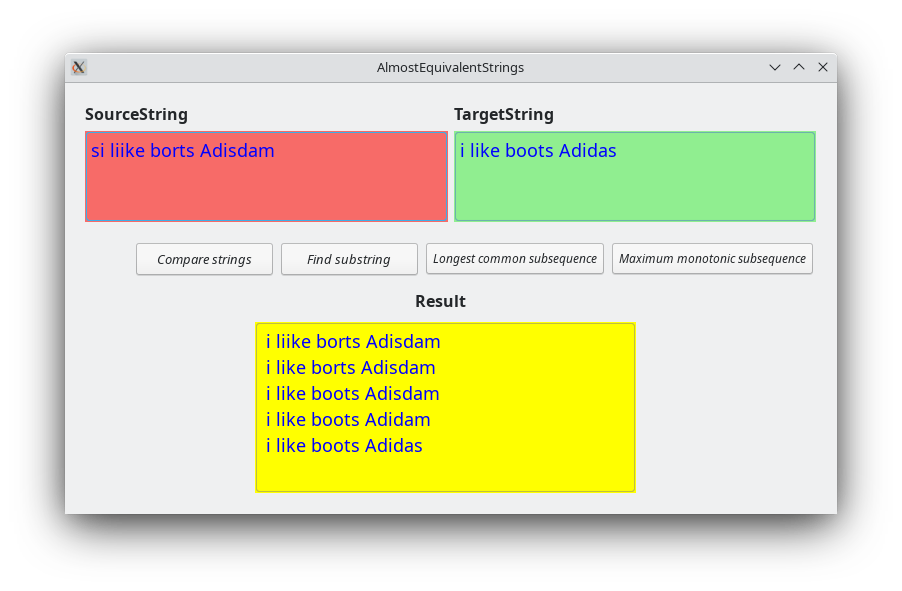 AlmostEquivalentStrings
SourceString
TargetString
si liike borts Adisdam
i like boots Adidas
Compare strings
Find substring
Longest common subsequence
Maximum monotonic subsequence
Result
i liike borts Adisdam
i like borts Adisdam
i like boots Adisdam
i like boots Adidam
i like boots Adidas